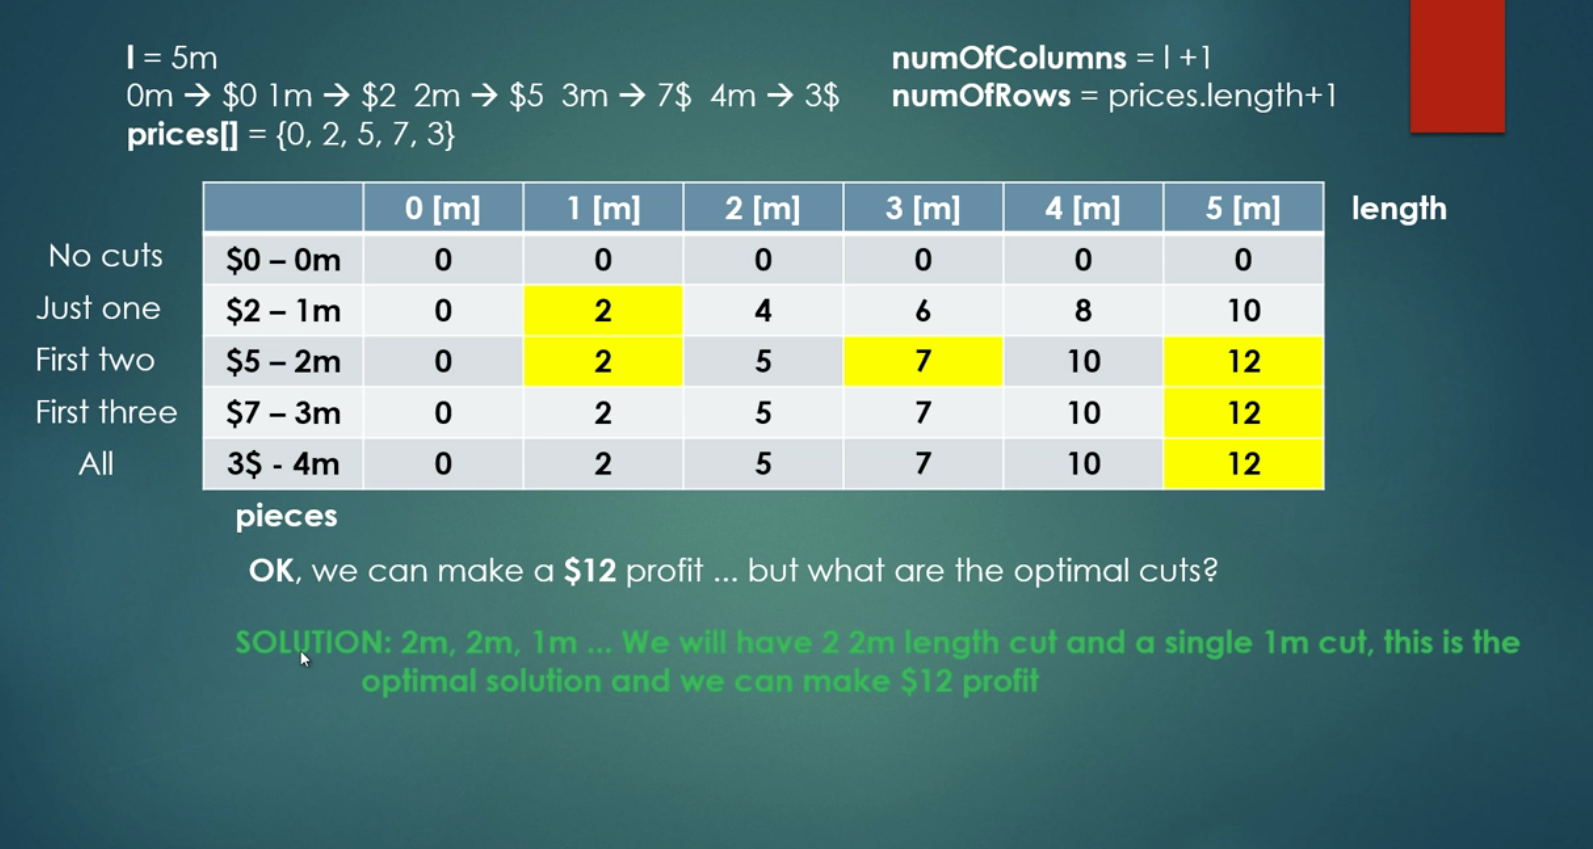 l = 5m
0m → $0 1m → $2 2m → $5 3m → 7$ 4m → 3$
prices[] = {0, 2, 5, 7, 3}
numOfColumns = l +1
numOfRows = prices.length+1
0 [m] 1 [m] 2 [m] 3 [m] 4 [m] 5 [m] length
No cuts $0 – 0m 0 0 0 0 0 0
Just one $2 – 1m 0 2 4 6 8 10
First two $5 – 2m 0 2 5 7 10 12
First three $7 – 3m 0 2 5 7 10 12
All 3$ - 4m 0 2 5 7 10 12
pieces
OK, we can make a $12 profit ... but what are the optimal cuts?
SOLUTION: 2m, 2m, 1m ... We will have 2 2m length cut and a single 1m cut, this is the
optimal solution and we can make $12 profit